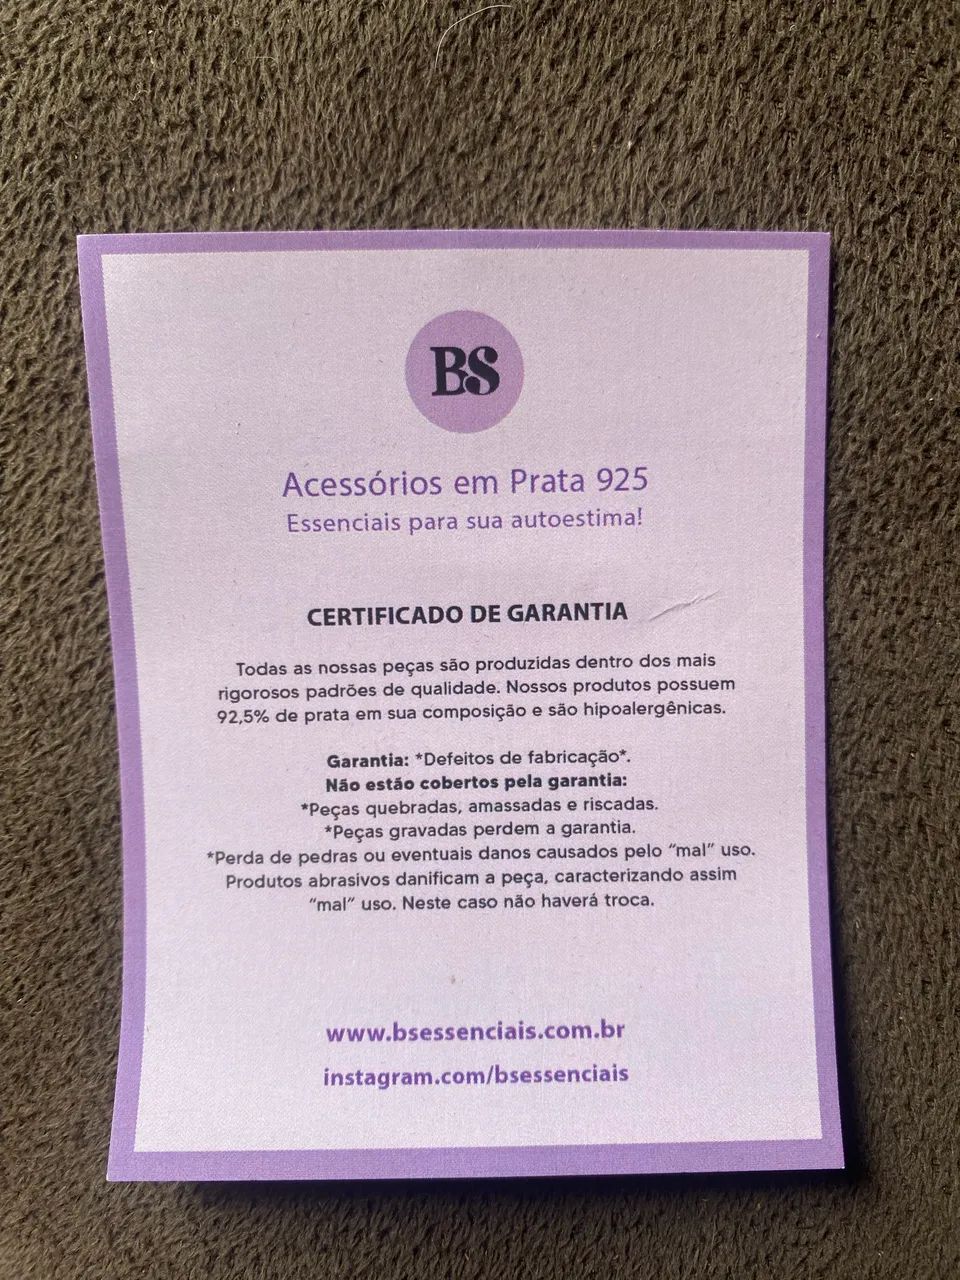 BS
Acessórios em Prata 925
Essenciais para sua autoestima!
CERTIFICADO DE GARANTIA
Todas as nossas peças são produzidas dentro dos mais
rigorosos padrões de qualidade. Nossos produtos possuem
92,5% de prata em sua composição e são hipoalergênicas.
Garantia: *Defeitos de fabricação*.
Não estão cobertos pela garantia:
*Peças quebradas, amassadas e riscadas.
*Peças gravadas perdem a garantia.
*Perda de pedras ou eventuais danos causados pelo “mal” uso.
Produtos abrasivos danificam a peça, caracterizando assim
“mal” uso. Neste caso não haverá troca.
www.bsessenciais.com.br
instagram.com/bsessenciais